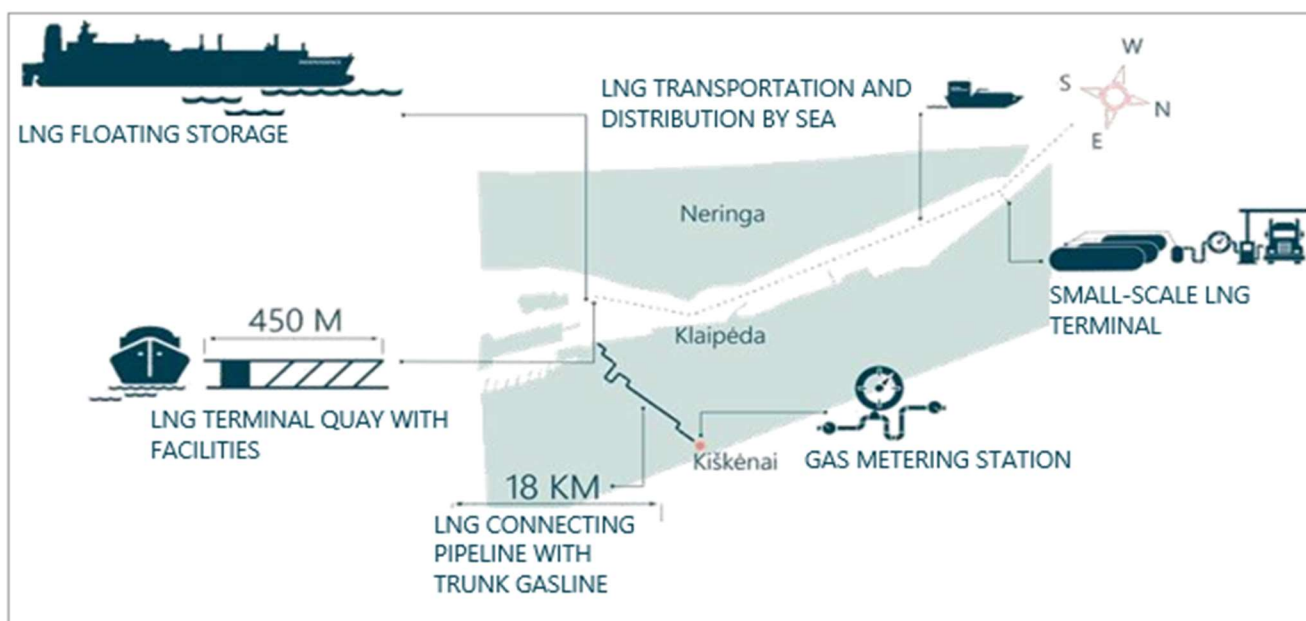 LNG FLOATING STORAGE
LNG TRANSPORTATION AND
DISTRIBUTION BY SEA
W
S
N
E
Neringa
SMALL-SCALE LNG
TERMINAL
450 M
Klaipėda
LNG TERMINAL QUAY WITH
FACILITIES
Kiškėnai
GAS METERING STATION
18 KM
LNG CONNECTING
PIPELINE WITH
TRUNK GASLINE